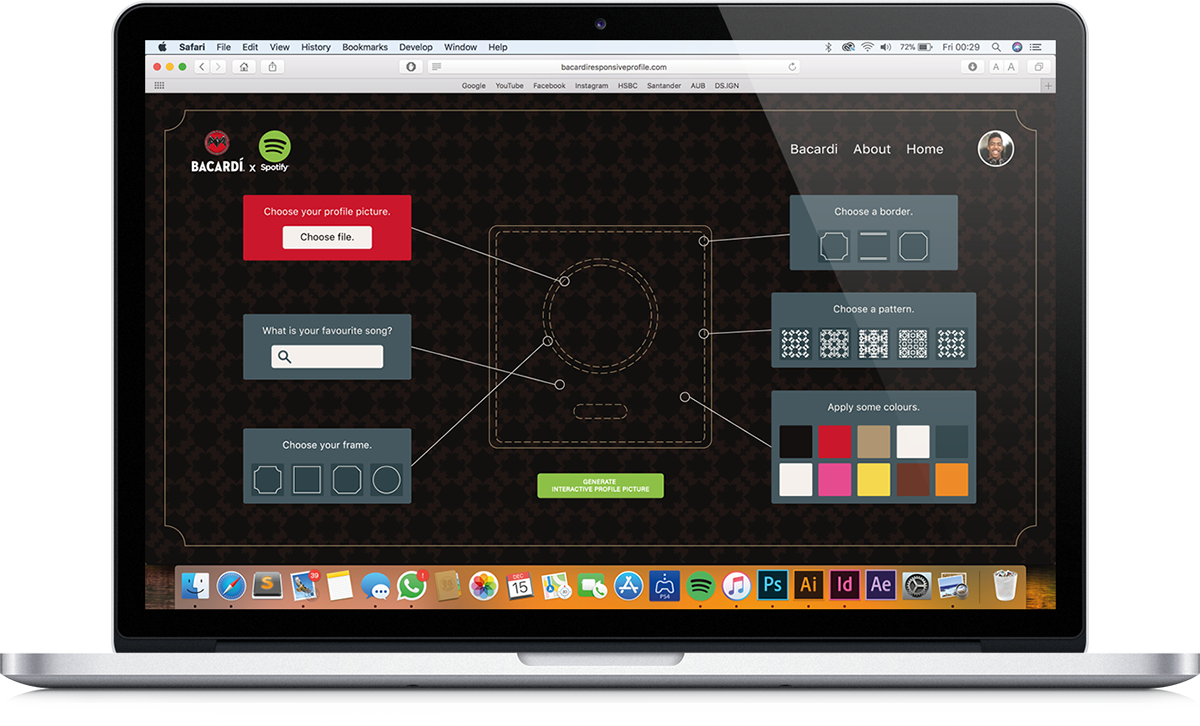 Safari File Edit View History Bookmarks Develop Window Help 72% Fri 00:29
bacardiresponsiveprofile.com A A
Google YouTube Facebook Instagram HSBC Santander AUB DS.IGN
BACARDÍ. x Spotify
Bacardi About Home
Choose your profile picture.
Choose file.
What is your favourite song?
Choose your frame.
GENERATE
INTERACTIVE PROFILE PICTURE
Choose a border.
Choose a pattern.
Apply some colours.
39
S
!
DEC
15
PS4
Ps Ai Id Ae